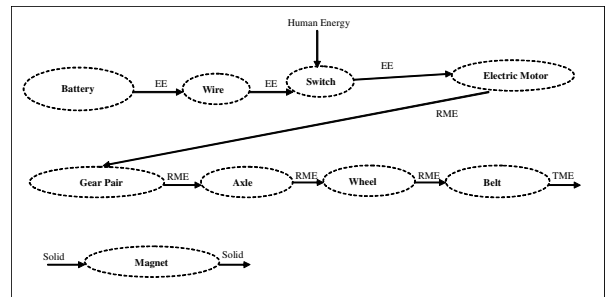 Human Energy
EE
EE
EE
Battery
Wire
Switch
Electric Motor
RME
Gear Pair
RME
Axle
RME
Wheel
RME
Belt
TME
Solid
Magnet
Solid